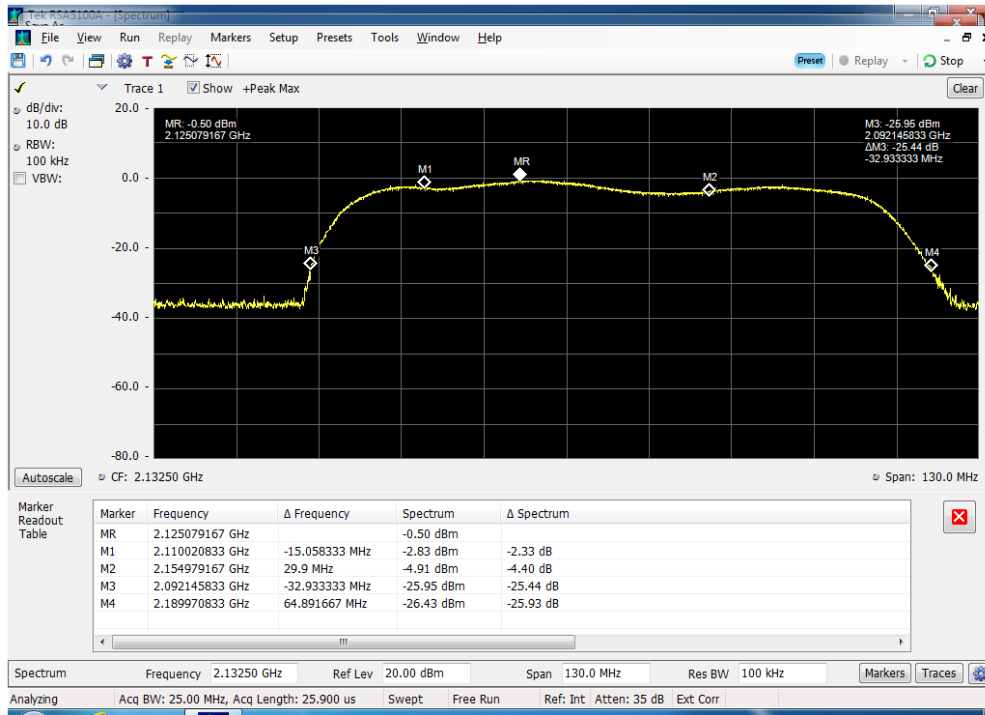 Tek RSA5100A - [Spectrum]
Save As
File View Run Replay Markers Setup Presets Tools Window Help
Preset Replay Stop
Trace 1 Show +Peak Max Clear
dB/div:
10.0 dB
RBW:
100 kHz
VBW:
20.0
0.0
-20.0
-40.0
-60.0
-80.0
MR: -0.50 dBm
2.125079167 GHz
M3: -25.95 dBm
2.092145833 GHz
ΔM3: -25.44 dB
-32.933333 MHz
M1
MR
M2
M3
M4
Autoscale CF: 2.13250 GHz Span: 130.0 MHz
Marker
Readout
Table
Marker Frequency Δ Frequency Spectrum Δ Spectrum
MR 2.125079167 GHz -0.50 dBm
M1 2.110020833 GHz -15.058333 MHz -2.83 dBm -2.33 dB
M2 2.154979167 GHz 29.9 MHz -4.91 dBm -4.40 dB
M3 2.092145833 GHz -32.933333 MHz -25.95 dBm -25.44 dB
M4 2.189970833 GHz 64.891667 MHz -26.43 dBm -25.93 dB
Spectrum Frequency 2.13250 GHz Ref Lev 20.00 dBm Span 130.0 MHz Res BW 100 kHz Markers Traces
Analyzing Acq BW: 25.00 MHz, Acq Length: 25.900 us Swept Free Run Ref: Int Atten: 35 dB Ext Corr